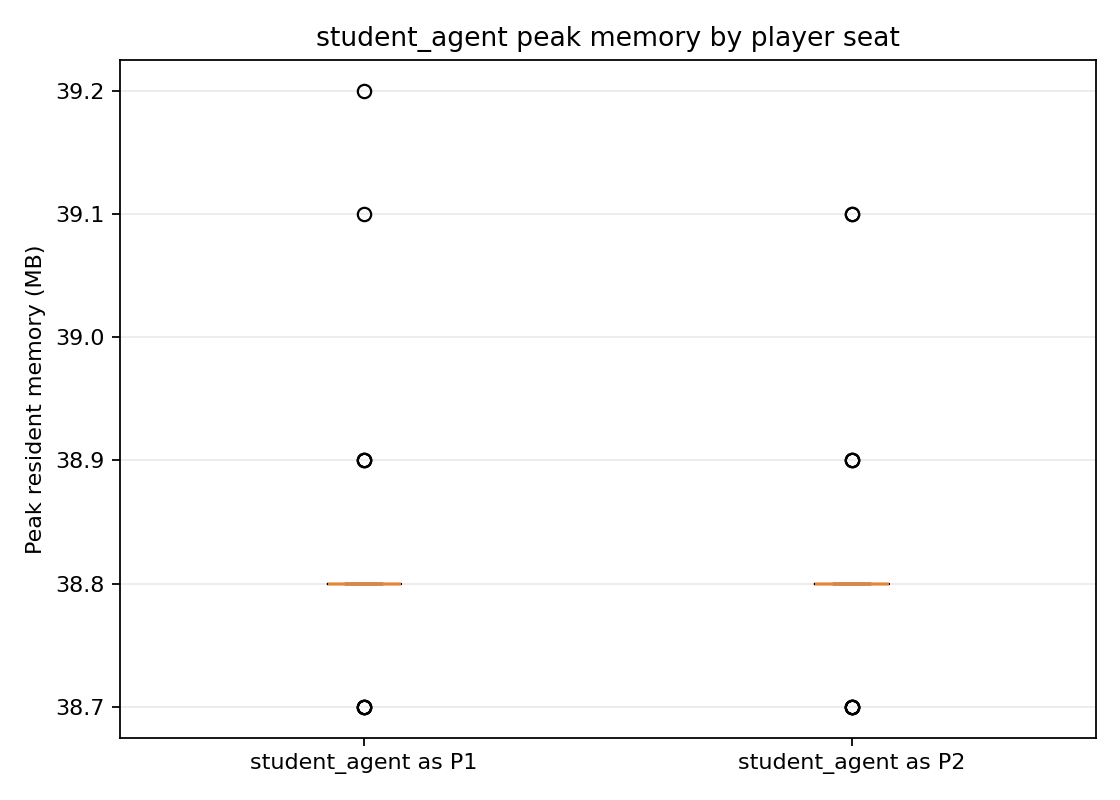 student_agent peak memory by player seat
Peak resident memory (MB)
39.2
39.1
39.0
38.9
38.8
38.7
student_agent as P1
student_agent as P2